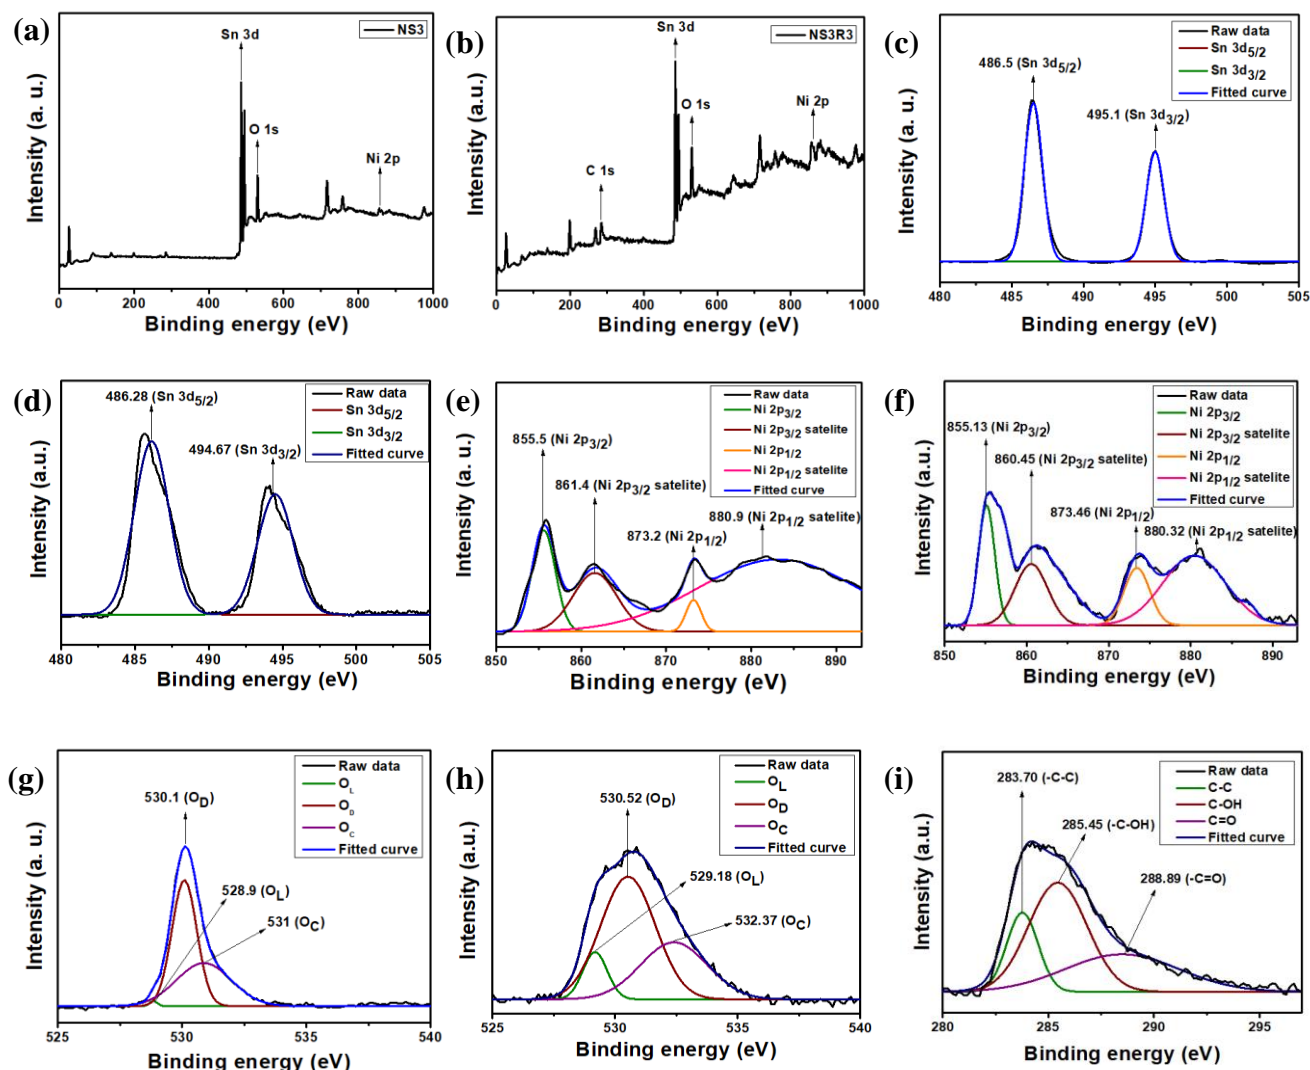 (a)
NS3
Sn 3d
O 1s
Ni 2p
Intensity (a. u.)
0 200 400 600 800 1000
Binding energy (eV)
(b)
NS3R3
Sn 3d
O 1s
Ni 2p
C 1s
Intensity (a.u.)
0 200 400 600 800 1000
Binding energy (eV)
(c)
Raw data
Sn 3d5/2
Sn 3d3/2
Fitted curve
486.5 (Sn 3d5/2)
495.1 (Sn 3d3/2)
Intensity (a. u.)
480 485 490 495 500 505
Binding energy (eV)
(d)
Raw data
Sn 3d5/2
Sn 3d3/2
Fitted curve
486.28 (Sn 3d5/2)
494.67 (Sn 3d3/2)
Intensity (a.u.)
480 485 490 495 500 505
Binding energy (eV)
(e)
Raw data
Ni 2p3/2
Ni 2p3/2 satelite
Ni 2p1/2
Ni 2p1/2 satelite
Fitted curve
855.5 (Ni 2p3/2)
861.4 (Ni 2p3/2 satelite)
880.9 (Ni 2p1/2 satelite)
873.2 (Ni 2p1/2)
Intensity (a.u.)
850 860 870 880 890
Binding energy (eV)
(f)
Raw data
Ni 2p3/2
Ni 2p3/2 satelite
Ni 2p1/2
Ni 2p1/2 satelite
Fitted curve
855.13 (Ni 2p3/2)
860.45 (Ni 2p3/2 satelite)
873.46 (Ni 2p1/2)
880.32 (Ni 2p1/2 satelite)
Intensity (a.u.)
850 860 870 880 890
Binding energy (eV)
(g)
Raw data
OL
OD
OC
Fitted curve
530.1 (OD)
528.9 (OL)
531 (OC)
Intensity (a. u.)
525 530 535 540
Binding energy (eV)
(h)
Raw data
OL
OD
OC
Fitted curve
530.52 (OD)
529.18 (OL)
532.37 (OC)
Intensity (a.u.)
525 530 535 540
Binding energy (eV)
(i)
Raw data
C-C
C-OH
C=O
Fitted curve
283.70 (-C-C)
285.45 (-C-OH)
288.89 (-C=O)
Intensity (a.u.)
280 285 290 295
Binding energy (eV)